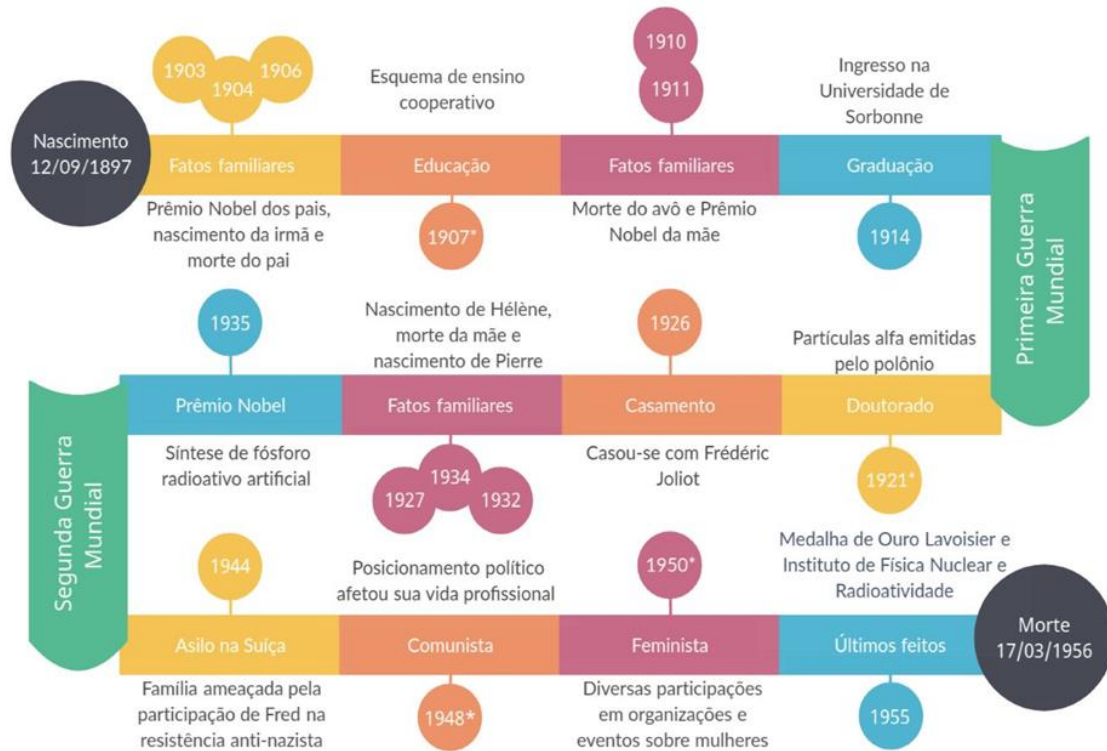 Nascimento
12/09/1897
1903
1904
1906
Fatos familiares
Prêmio Nobel dos pais,
nascimento da irmã e
morte do pai
Esquema de ensino
cooperativo
Educação
1907*
1910
1911
Fatos familiares
Morte do avô e Prêmio
Nobel da mãe
Ingresso na
Universidade de
Sorbonne
Graduação
1914
Primeira Guerra
Mundial
Partículas alfa emitidas
pelo polônio
Doutorado
1921*
1926
Casamento
Casou-se com Frédéric
Joliot
Nascimento de Hélène,
morte da mãe e
nascimento de Pierre
Fatos familiares
1927
1934
1932
1935
Prêmio Nobel
Síntese de fósforo
radioativo artificial
Segunda Guerra
Mundial
1944
Asilo na Suíça
Família ameaçada pela
participação de Fred na
resistência anti-nazista
Posicionamento político
afetou sua vida profissional
Comunista
1948*
1950*
Feminista
Diversas participações
em organizações e
eventos sobre mulheres
Medalha de Ouro Lavoisier e
Instituto de Física Nuclear e
Radioatividade
Últimos feitos
1955
Morte
17/03/1956